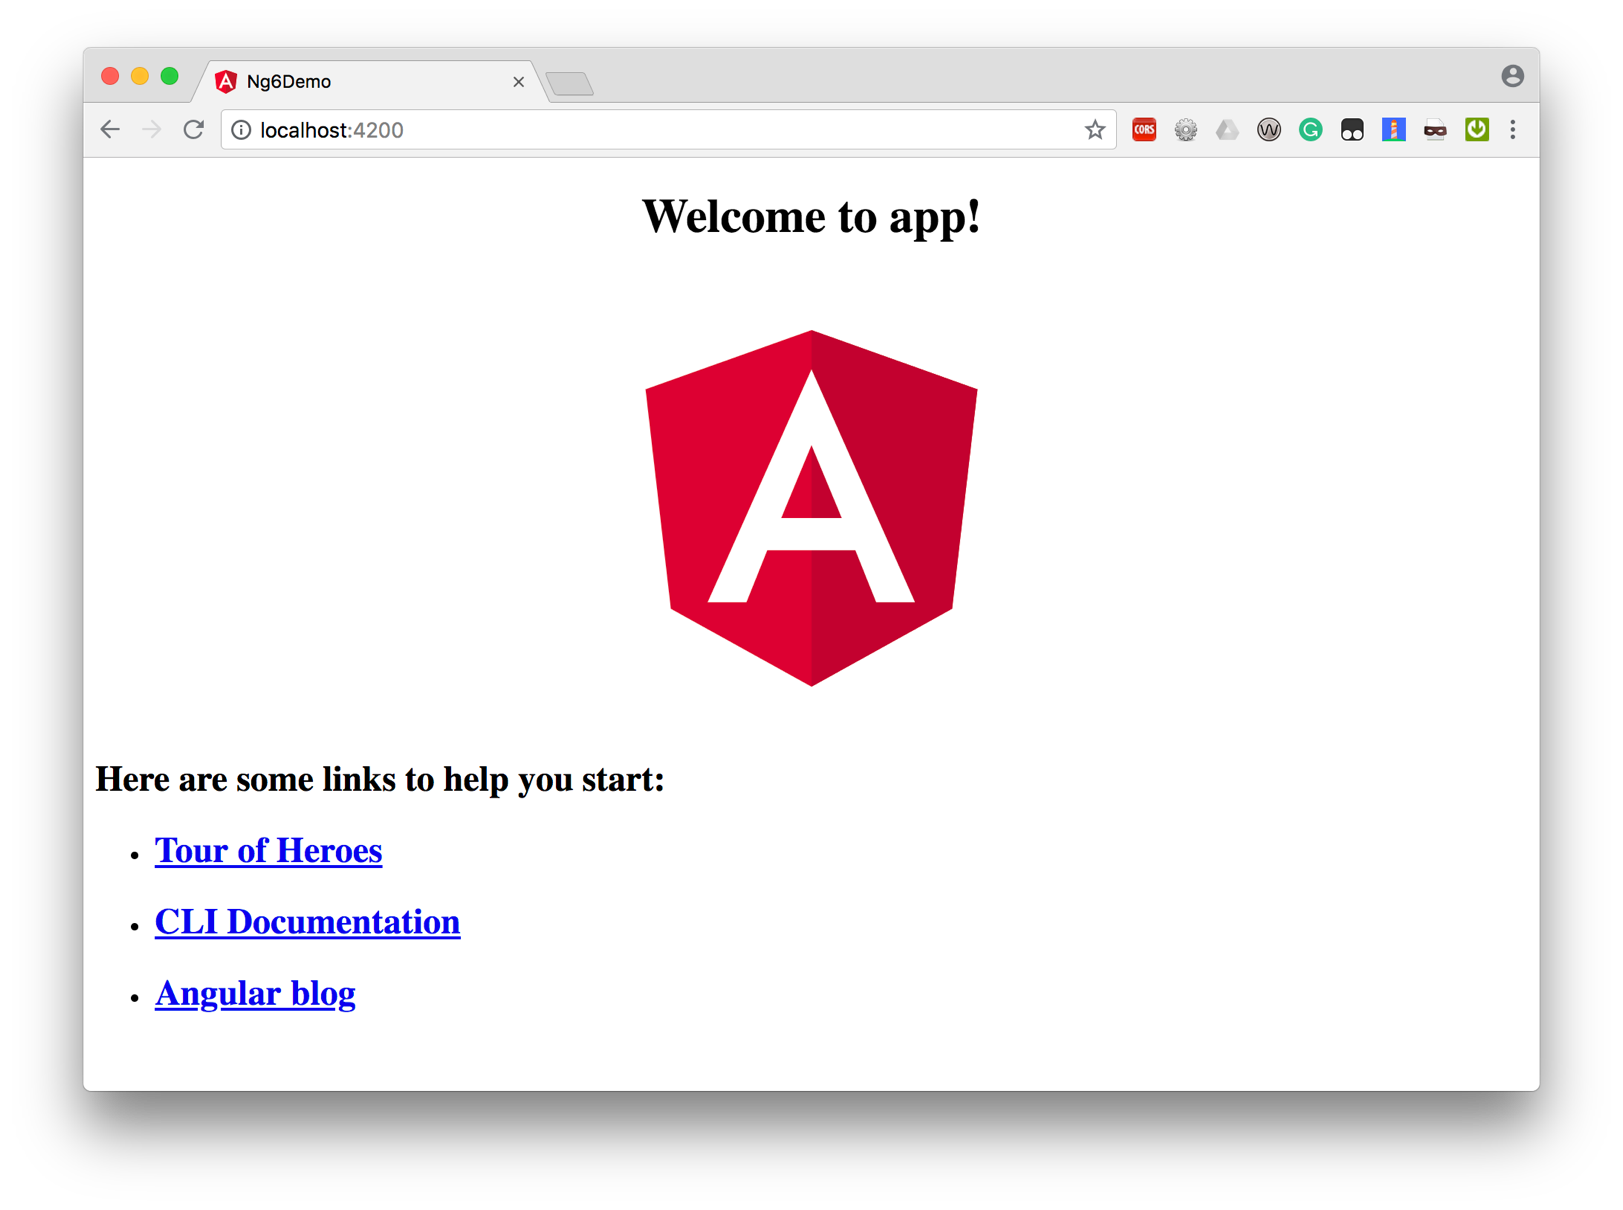 Ng6Demo
localhost:4200
CORS
Welcome to app!
A
Here are some links to help you start:
Tour of Heroes
CLI Documentation
Angular blog